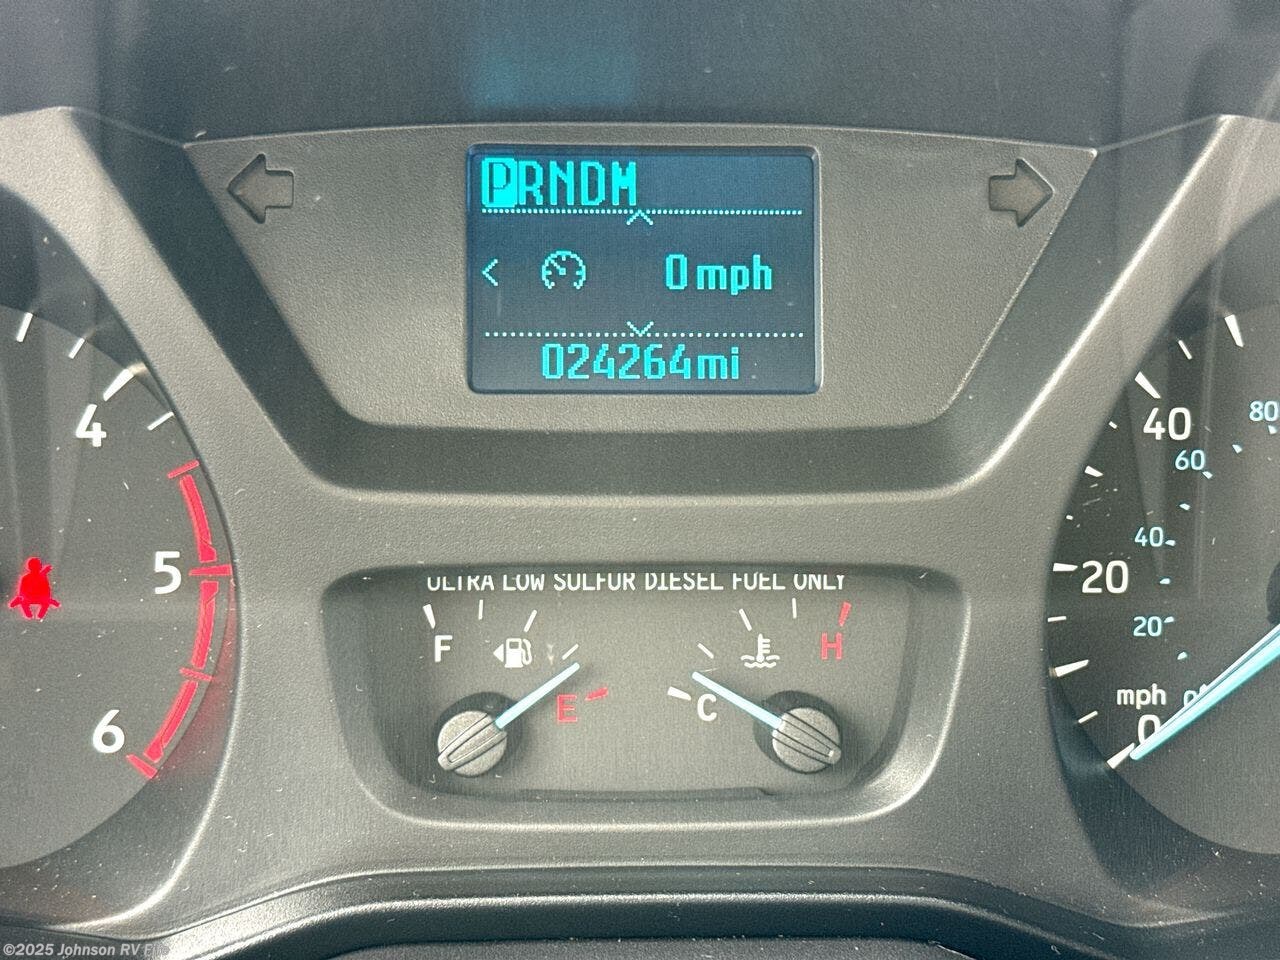 PRNDM
0 mph
024264mi
4
5
6
40
80
60
40
20
20
mph
0
ULTRA LOW SULFUR DIESEL FUEL ONLY
F
E
H
C
©2025 Johnson RV